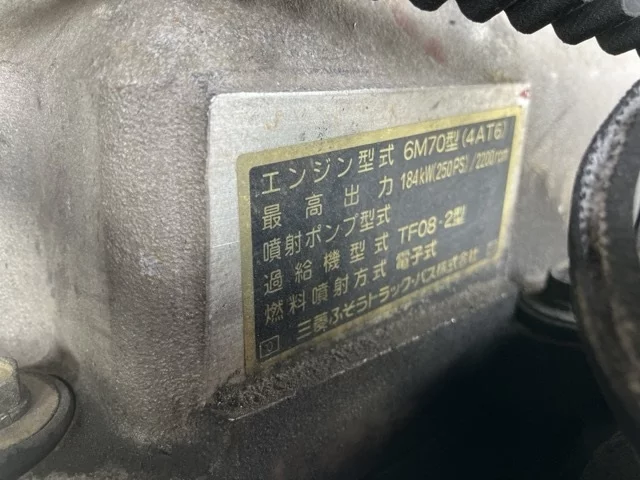 エンジン型式 6M70型(4AT6)
最高出力 184kW(250PS)/2200rpm
噴射ポンプ型式
過給機型式 TF08-2型
燃料噴射方式 電子式
三菱ふそうトラック・バス株式会社